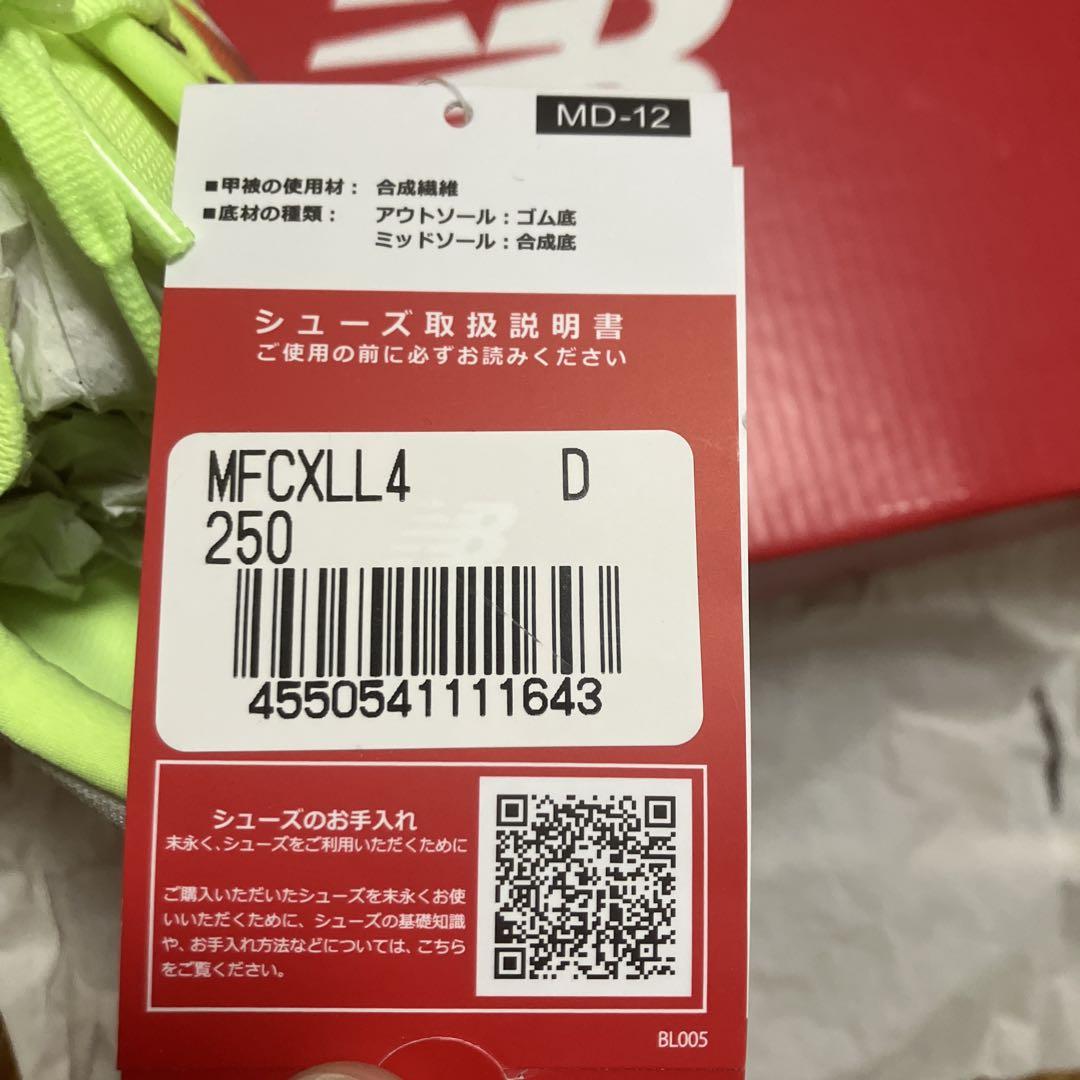 MD-12
■甲被の使用材： 合成繊維
■底材の種類： アウトソール：ゴム底
ミッドソール：合成底
シューズ取扱説明書
ご使用の前に必ずお読みください
MFCXLL4 D
250
4550541111643
シューズのお手入れ
末永く、シューズをご利用いただくために
ご購入いただいたシューズを末永くお使
いいただくために、シューズの基礎知識
や、お手入れ方法などについては、こちら
をご覧ください。
BL005